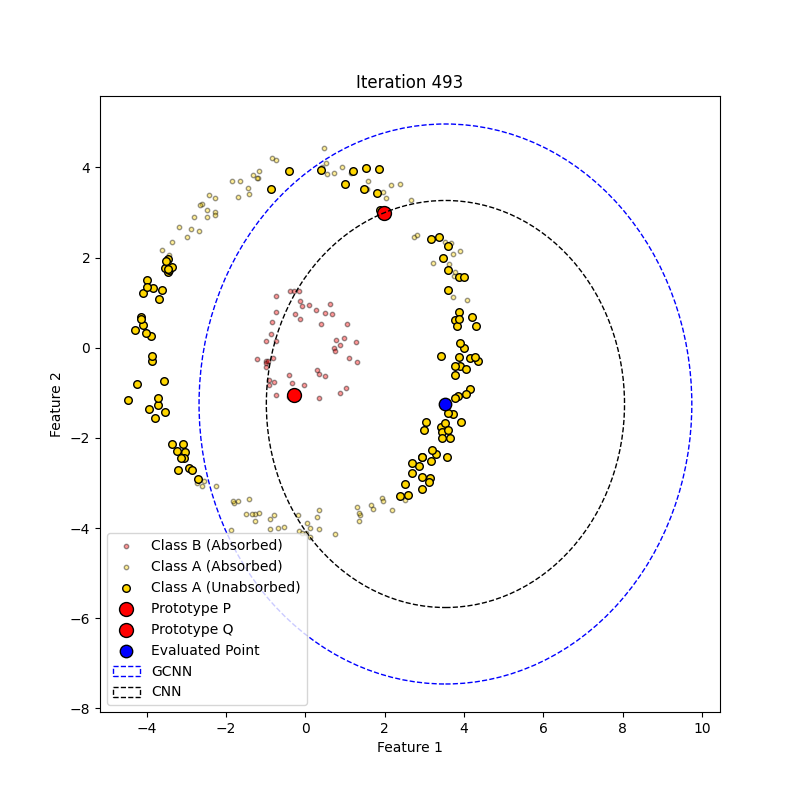 Iteration 493
Feature 2
4
2
0
−2
−4
−6
−8
Class B (Absorbed)
Class A (Absorbed)
Class A (Unabsorbed)
Prototype P
Prototype Q
Evaluated Point
GCNN
CNN
−4 −2 0 2 4 6 8 10
Feature 1